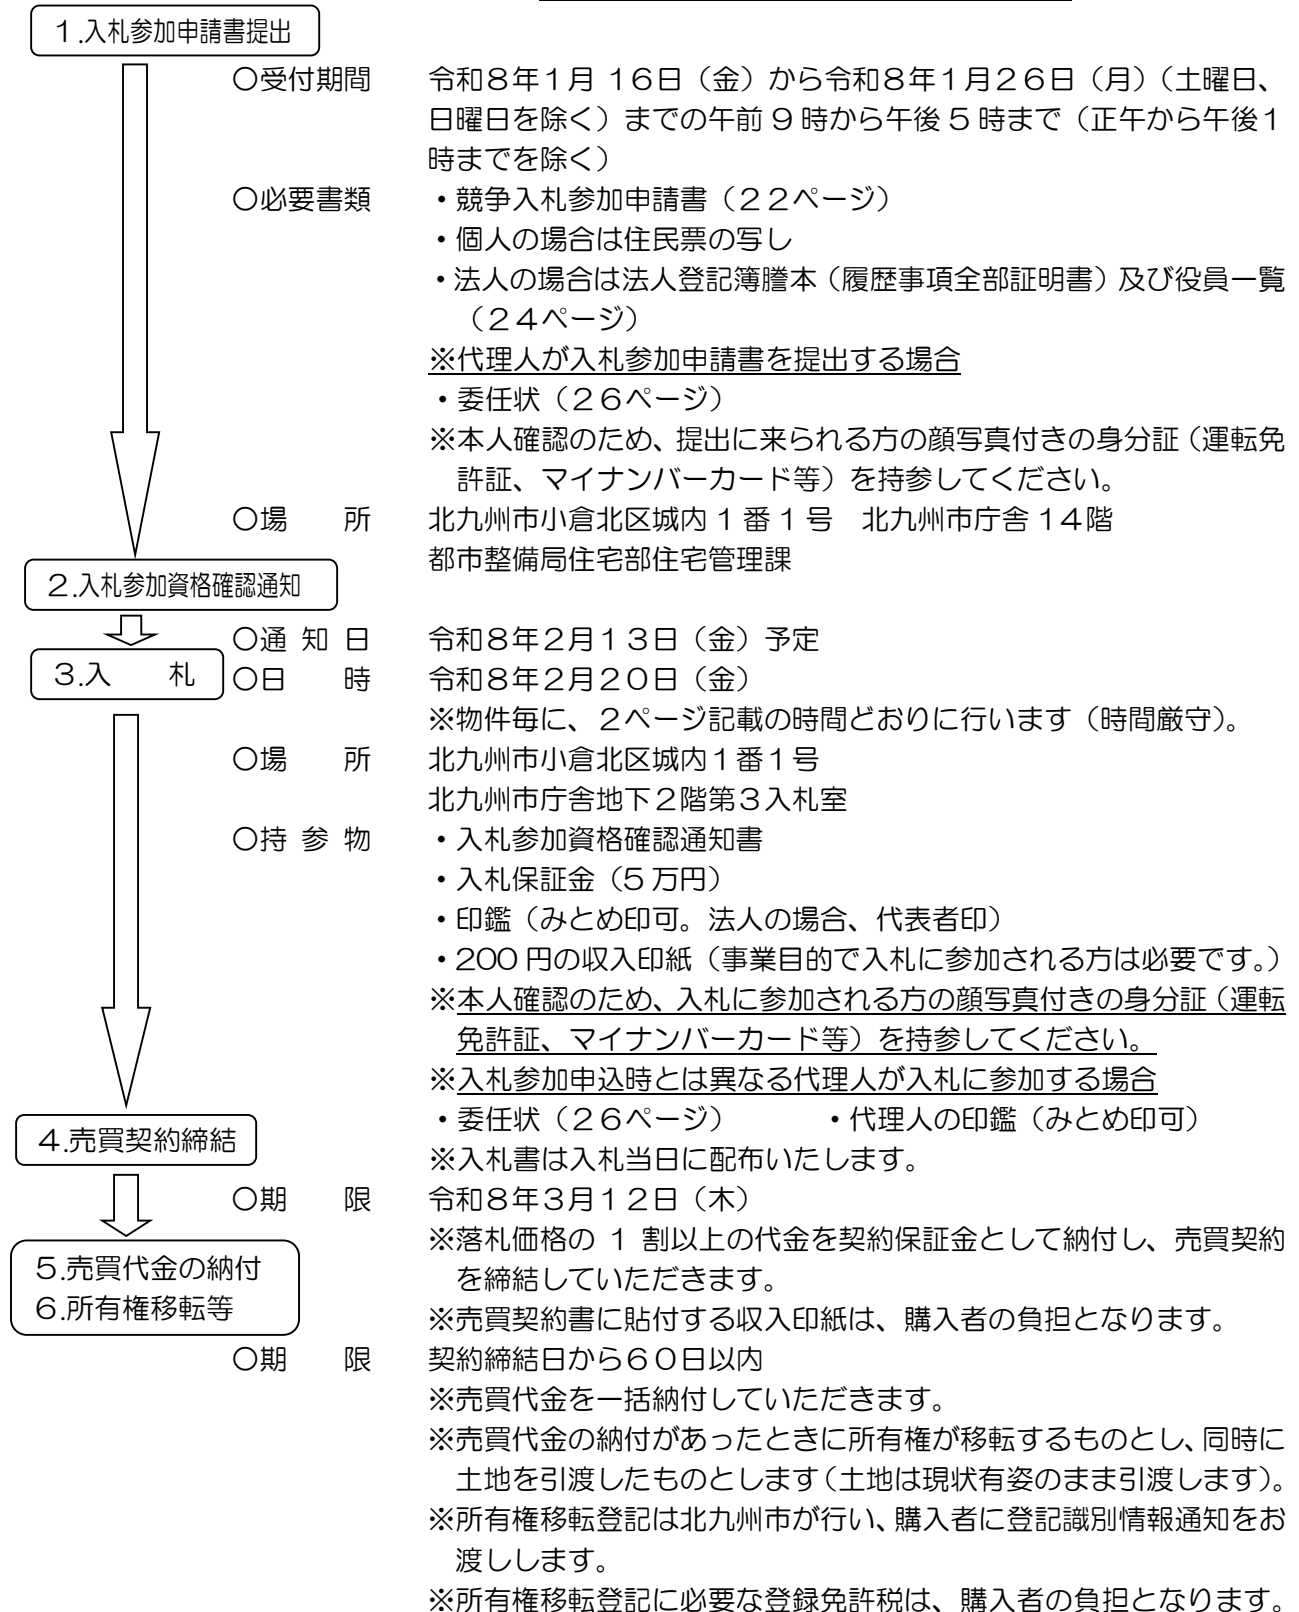 １.入札参加申請書提出
〇受付期間　令和８年１月 16日（金）から令和８年１月２６日（月）（土曜日、
日曜日を除く）までの午前９時から午後５時まで（正午から午後１
時までを除く）
〇必要書類　・競争入札参加申請書（２２ページ）
・個人の場合は住民票の写し
・法人の場合は法人登記簿謄本（履歴事項全部証明書）及び役員一覧
（２４ページ）
※代理人が入札参加申請書を提出する場合
・委任状（２６ページ）
※本人確認のため、提出に来られる方の顔写真付きの身分証（運転免
許証、マイナンバーカード等）を持参してください。
〇場　　所　北九州市小倉北区城内１番１号　北九州市庁舎 14階
都市整備局住宅部住宅管理課
２.入札参加資格確認通知
〇通 知 日　令和８年２月１３日（金）予定
３.入　　札
〇日　　時　令和８年２月２０日（金）
※物件毎に、２ページ記載の時間どおりに行います（時間厳守）。
〇場　　所　北九州市小倉北区城内１番１号
北九州市庁舎地下２階第３入札室
〇持 参 物　・入札参加資格確認通知書
・入札保証金（５万円）
・印鑑（みとめ印可。法人の場合、代表者印）
・200 円の収入印紙（事業目的で入札に参加される方は必要です。）
※本人確認のため、入札に参加される方の顔写真付きの身分証（運転
免許証、マイナンバーカード等）を持参してください。
※入札参加申込時とは異なる代理人が入札に参加する場合
・委任状（２６ページ）　　・代理人の印鑑（みとめ印可）
※入札書は入札当日に配布いたします。
４.売買契約締結
〇期　　限　令和８年３月１２日（木）
※落札価格の 1 割以上の代金を契約保証金として納付し、売買契約
を締結していただきます。
※売買契約書に貼付する収入印紙は、購入者の負担となります。
５.売買代金の納付
６.所有権移転等
〇期　　限　契約締結日から６０日以内
※売買代金を一括納付していただきます。
※売買代金の納付があったときに所有権が移転するものとし、同時に
土地を引渡したものとします（土地は現状有姿のまま引渡します）。
※所有権移転登記は北九州市が行い、購入者に登記識別情報通知をお
渡しします。
※所有権移転登記に必要な登録免許税は、購入者の負担となります。